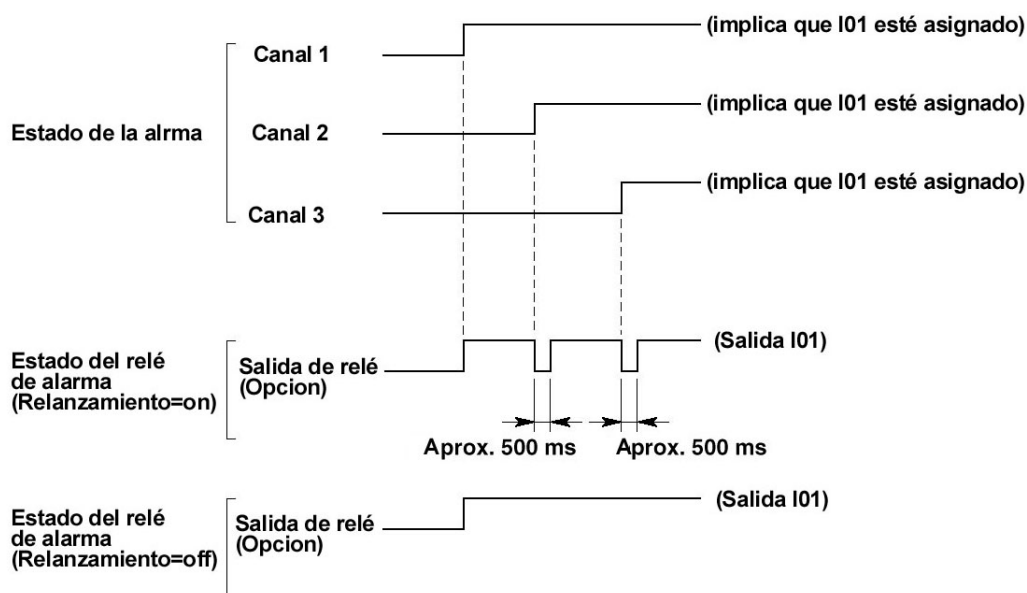 Canal 1
(implica que I01 esté asignado)
Estado de la alrma
Canal 2
(implica que I01 esté asignado)
Canal 3
(implica que I01 esté asignado)
Estado del relé
de alarma
(Relanzamiento=on)
Salida de relé
(Opcion)
(Salida I01)
Aprox. 500 ms
Aprox. 500 ms
Estado del relé
de alarma
(Relanzamiento=off)
Salida de relé
(Opcion)
(Salida I01)